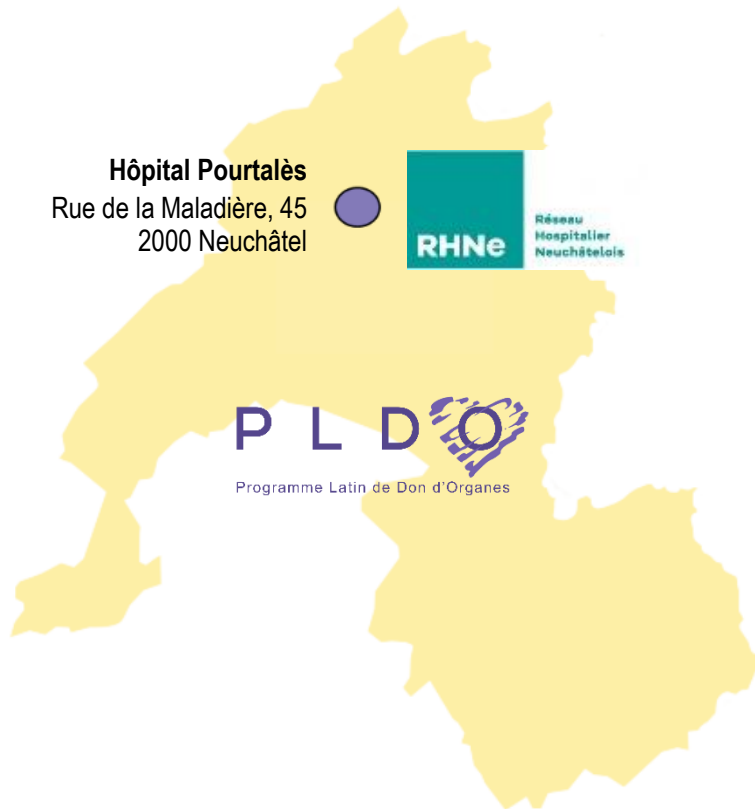 Hôpital Pourtalès
Rue de la Maladière, 45
2000 Neuchâtel
RHNe
Réseau
Hospitalier
Neuchâtelois
PLDO
Programme Latin de Don d'Organes